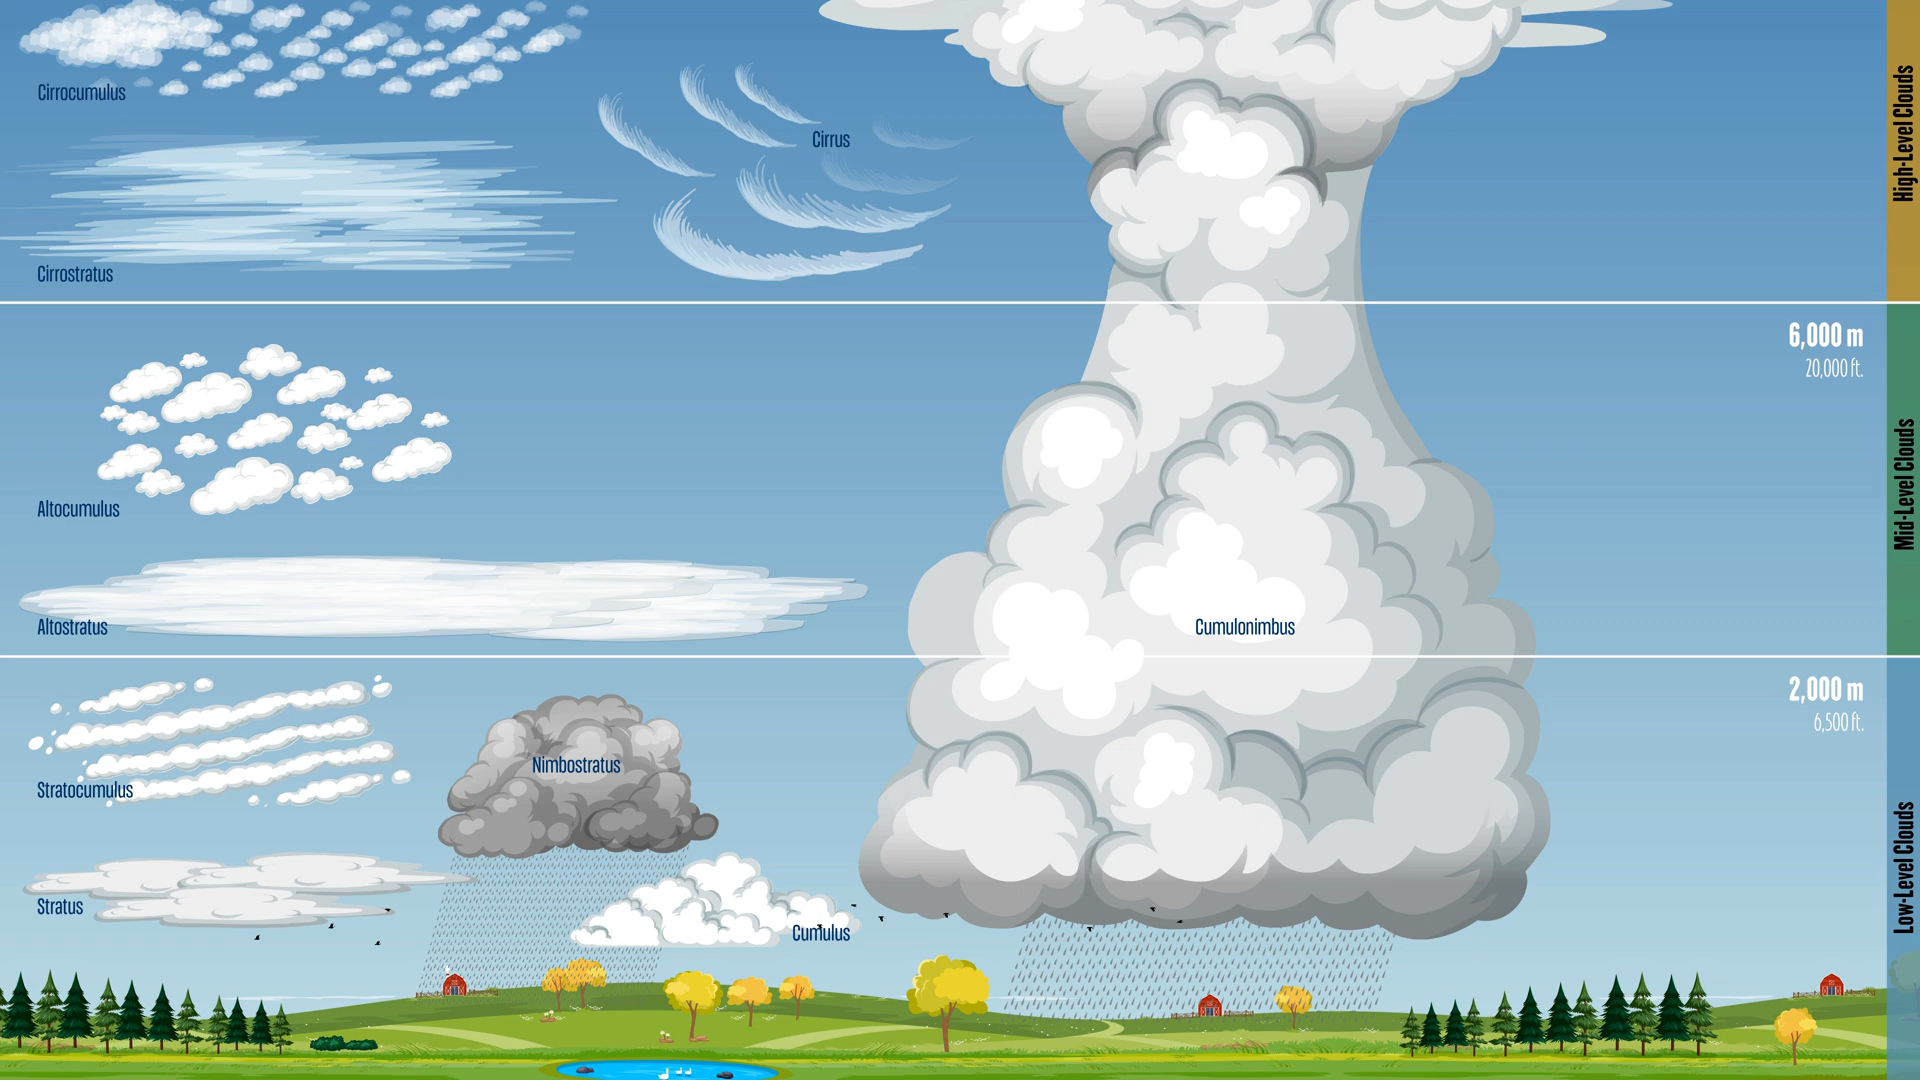 Cirrocumulus
Cirrus
Cirrostratus
High-Level Clouds
6,000 m
20,000 ft.
Altocumulus
Altostratus
Cumulonimbus
Mid-Level Clouds
2,000 m
6,500 ft.
Nimbostratus
Stratocumulus
Stratus
Cumulus
Low-Level Clouds